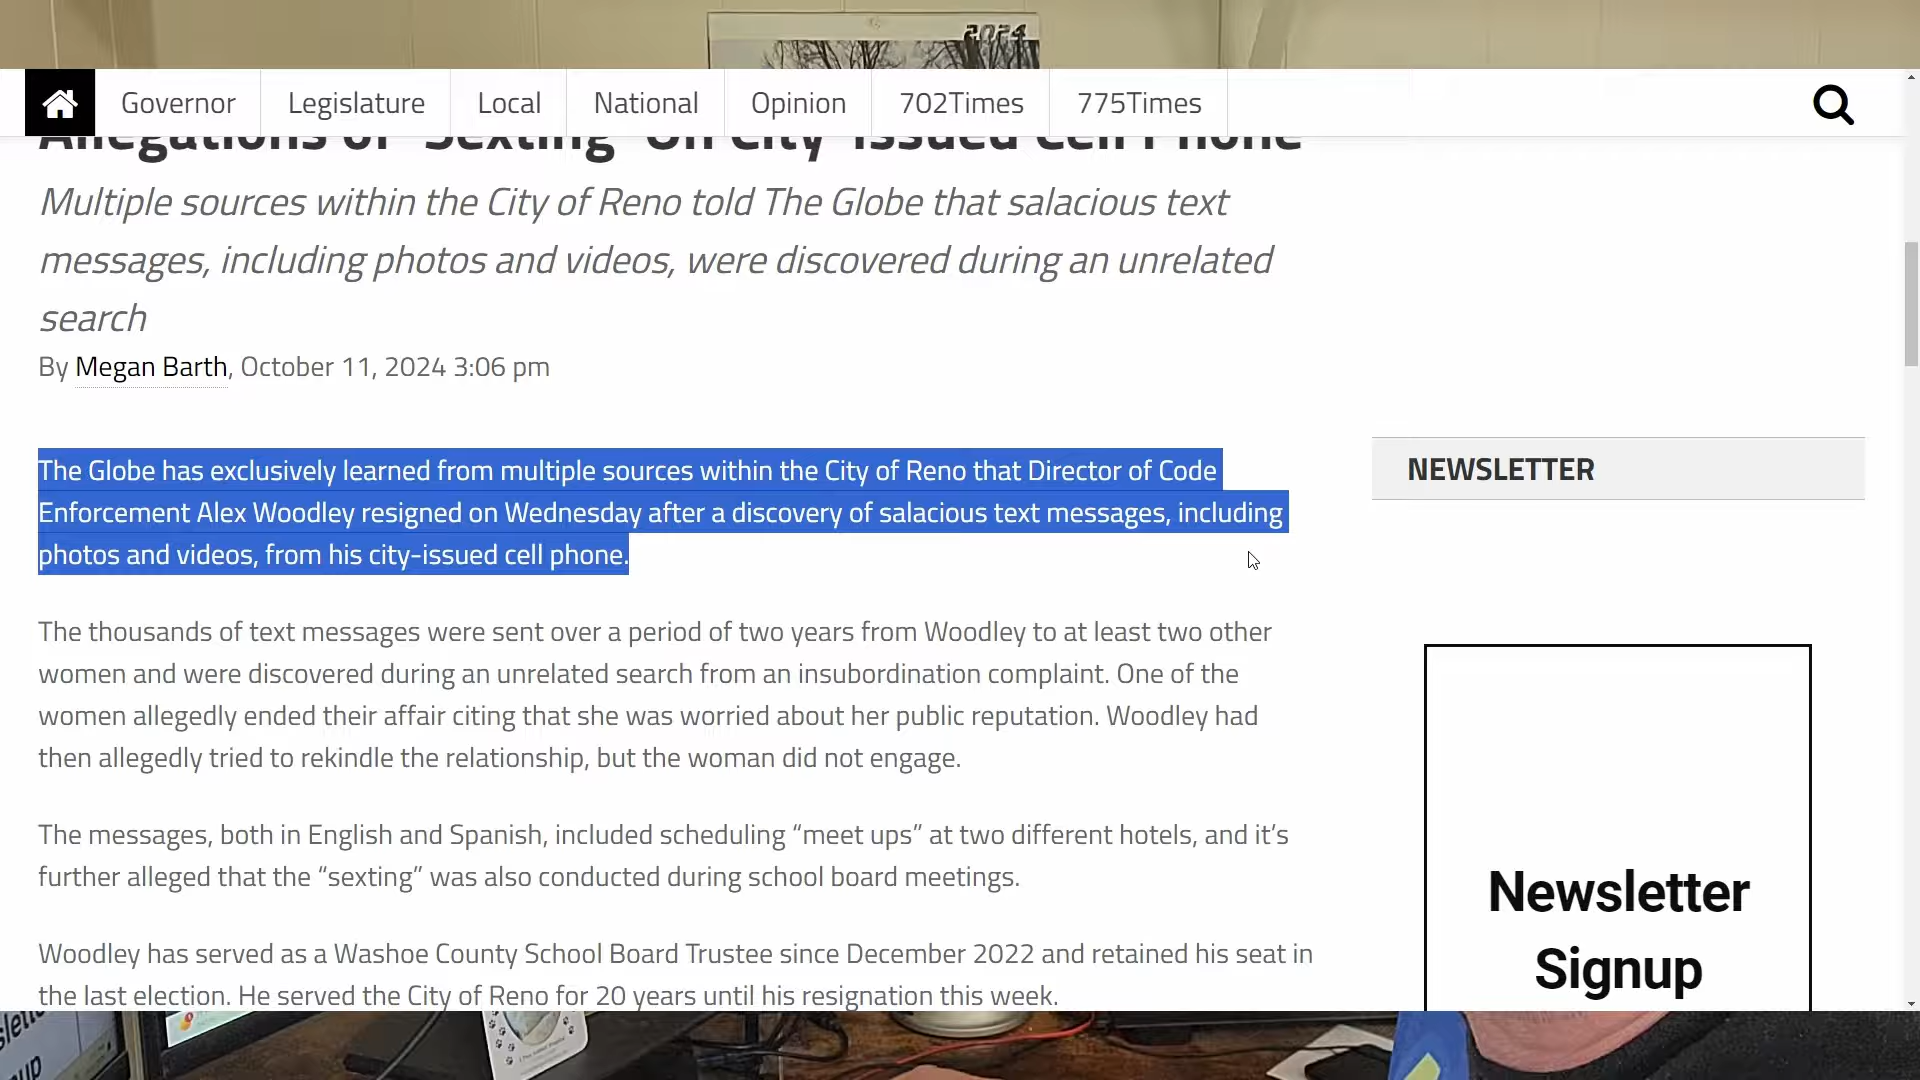 2024
Governor
Legislature
Local
National
Opinion
702Times
775Times
Allegations of "Sexting" On City-Issued Cell Phone
Multiple sources within the City of Reno told The Globe that salacious text
messages, including photos and videos, were discovered during an unrelated
search
By Megan Barth, October 11, 2024 3:06 pm
The Globe has exclusively learned from multiple sources within the City of Reno that Director of Code
Enforcement Alex Woodley resigned on Wednesday after a discovery of salacious text messages, including
photos and videos, from his city-issued cell phone.
NEWSLETTER
The thousands of text messages were sent over a period of two years from Woodley to at least two other
women and were discovered during an unrelated search from an insubordination complaint. One of the
women allegedly ended their affair citing that she was worried about her public reputation. Woodley had
then allegedly tried to rekindle the relationship, but the woman did not engage.
The messages, both in English and Spanish, included scheduling “meet ups” at two different hotels, and it’s
further alleged that the “sexting” was also conducted during school board meetings.
Woodley has served as a Washoe County School Board Trustee since December 2022 and retained his seat in
the last election. He served the City of Reno for 20 years until his resignation this week.
Newsletter
Signup